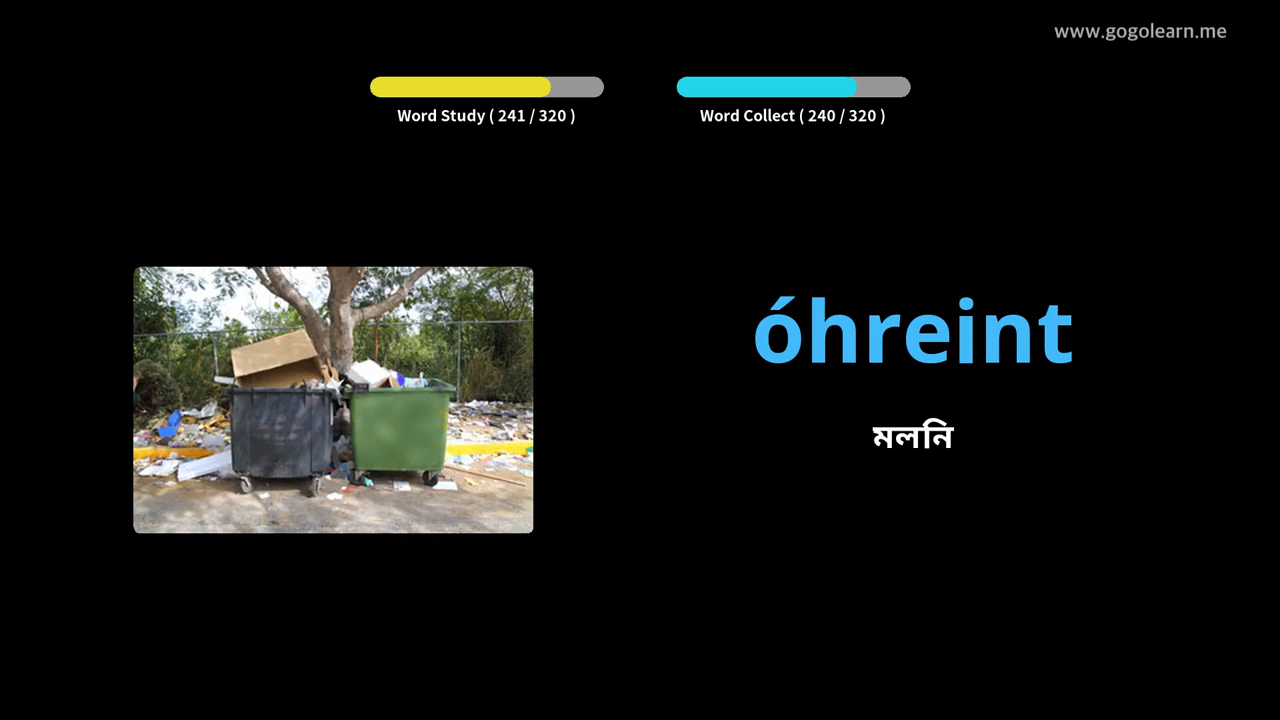 www.gogolearn.me
Word Study ( 241 / 320 )
Word Collect ( 240 / 320 )
óhreint
মলনি